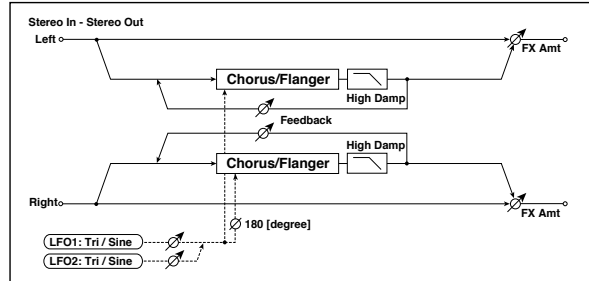 Stereo In - Stereo Out
Left
FX Amt
Chorus/Flanger
High Damp
Feedback
High Damp
Chorus/Flanger
Right
FX Amt
180 [degree]
LFO1: Tri / Sine
LFO2: Tri / Sine